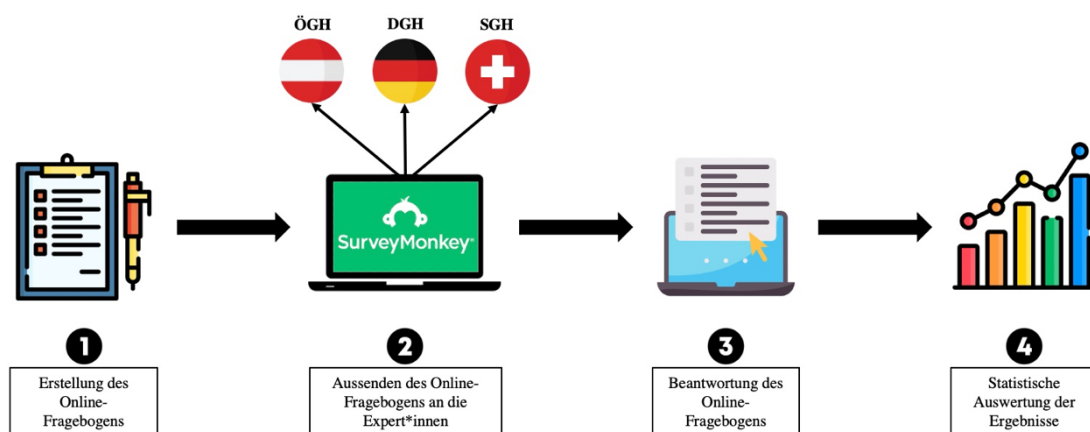 ÖGH
DGH
SGH
SurveyMonkey®
1
2
3
4
Erstellung des
Online-
Fragebogens
Aussenden des Online-
Fragebogens an die
Expert*innen
Beantwortung des
Online-
Fragebogens
Statistische
Auswertung der
Ergebnisse